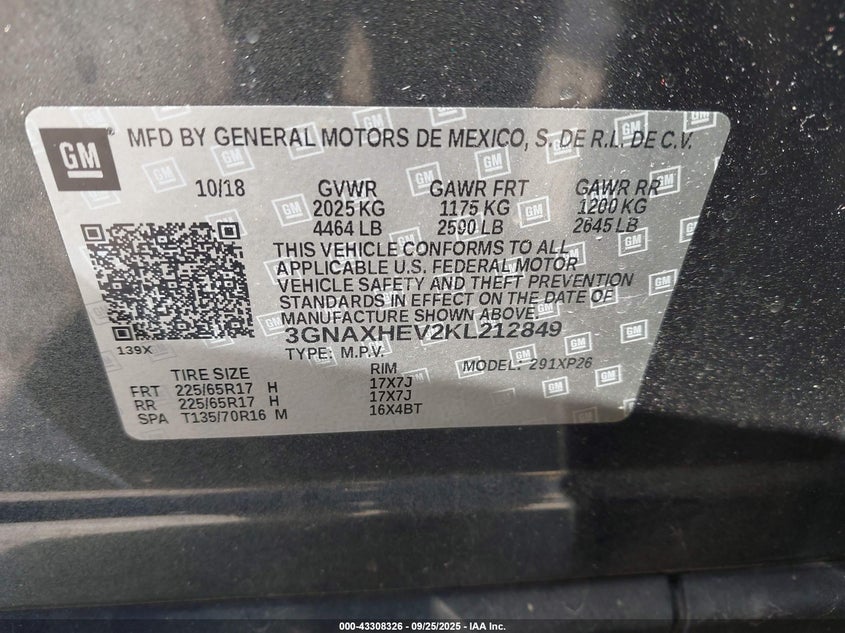 GM MFD BY GENERAL MOTORS DE MEXICO, S. DE R.L. DE C.V.
10/18 GVWR GAWR FRT GAWR RR
2025 KG 1175 KG 1200 KG
4464 LB 2590 LB 2645 LB
THIS VEHICLE CONFORMS TO ALL
APPLICABLE U.S. FEDERAL MOTOR
VEHICLE SAFETY AND THEFT PREVENTION
STANDARDS IN EFFECT ON THE DATE OF
MANUFACTURE SHOWN ABOVE.
3GNAXHEV2KL212849
139X TYPE: M.P.V. MODEL: 291XP26
TIRE SIZE RIM
FRT 225/65R17 H 17X7J
RR 225/65R17 H 17X7J
SPA T135/70R16 M 16X4BT
000-43308326 - 09/25/2025 - IAA Inc.